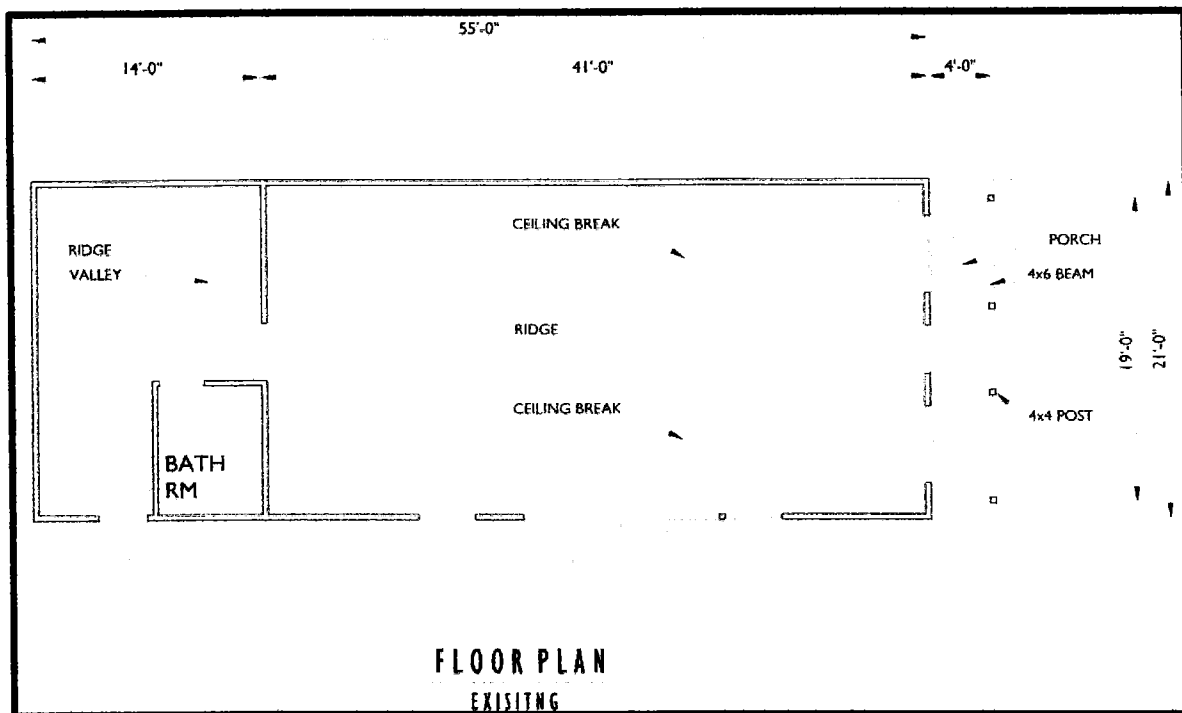 55'-0"
14'-0"
41'-0"
4'-0"
CEILING BREAK
RIDGE
VALLEY
PORCH
4x6 BEAM
RIDGE
19'-0"
21'-0"
CEILING BREAK
4x4 POST
BATH
RM
FLOOR PLAN
EXISITNG